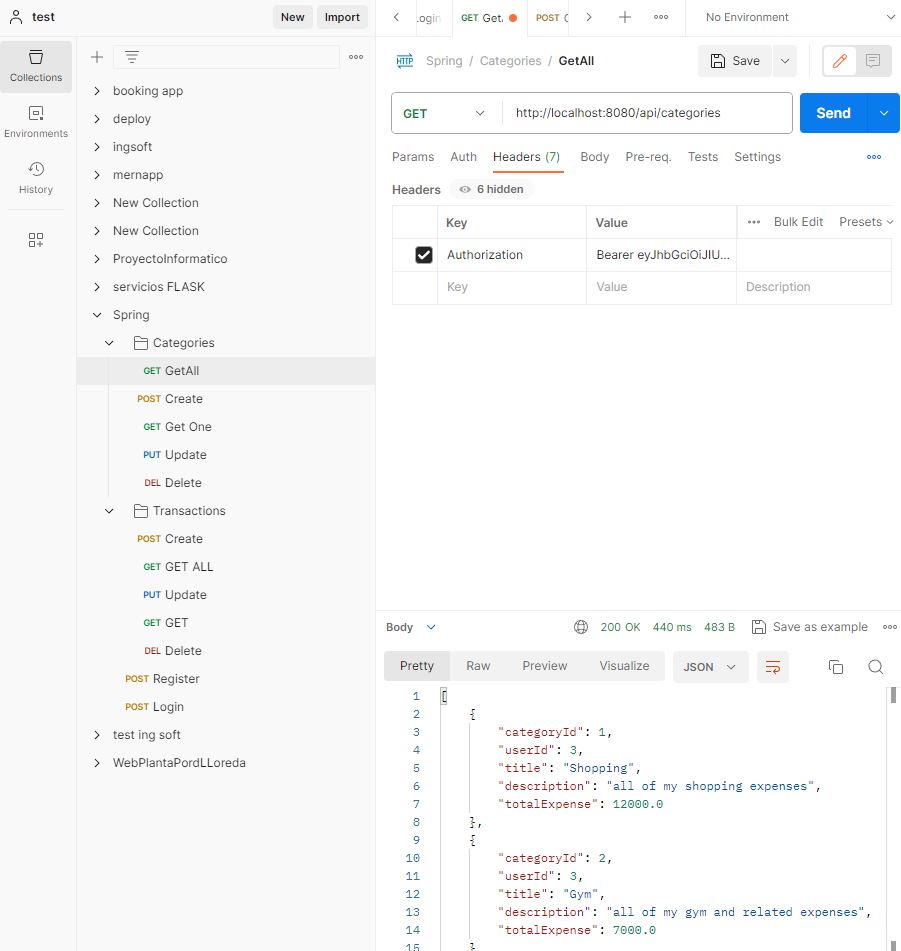 test
New
Import
Login
GET Get
POST
No Environment
Collections
Environments
History
booking app
deploy
ingsoft
mernapp
New Collection
New Collection
ProyectoInformatico
servicios FLASK
Spring
Categories
GET GetAll
POST Create
GET Get One
PUT Update
DEL Delete
Transactions
POST Create
GET GET ALL
PUT Update
GET GET
DEL Delete
POST Register
POST Login
test ing soft
WebPlantaPordLLoreda
HTTP Spring / Categories / GetAll
Save
GET
http://localhost:8080/api/categories
Send
Params Auth Headers (7) Body Pre-req. Tests Settings
Headers 6 hidden
Key Value Bulk Edit Presets
Authorization Bearer eyJhbGciOiJIU...
Key Value Description
Body 200 OK 440 ms 483 B Save as example
Pretty Raw Preview Visualize JSON
1 [
2 {
3 "categoryId": 1,
4 "userId": 3,
5 "title": "Shopping",
6 "description": "all of my shopping expenses",
7 "totalExpense": 12000.0
8 },
9 {
10 "categoryId": 2,
11 "userId": 3,
12 "title": "Gym",
13 "description": "all of my gym and related expenses",
14 "totalExpense": 7000.0
15 }